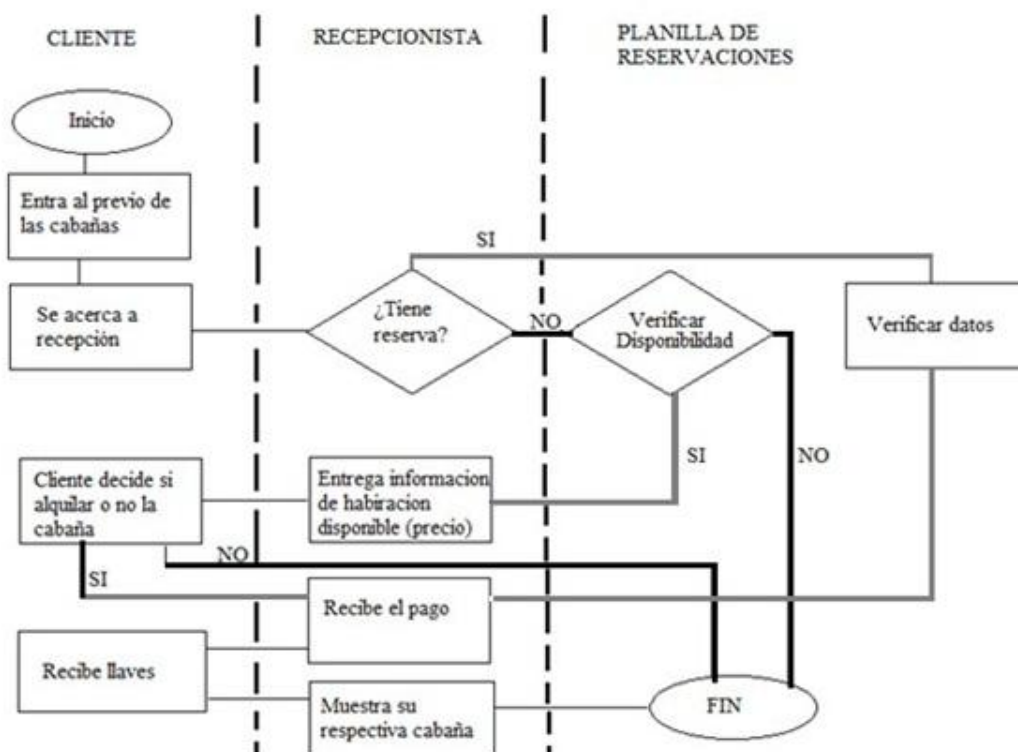 CLIENTE
RECEPCIONISTA
PLANILLA DE
RESERVACIONES
Inicio
Entra al previo de
las cabañas
SI
Se acerca a
recepción
¿Tiene
reserva?
NO
Verificar
Disponibilidad
Verificar datos
SI
NO
Cliente decide si
alquilar o no la
cabaña
Entrega informacion
de habiracion
disponible (precio)
NO
SI
Recibe el pago
Recibe llaves
Muestra su
respectiva cabaña
FIN